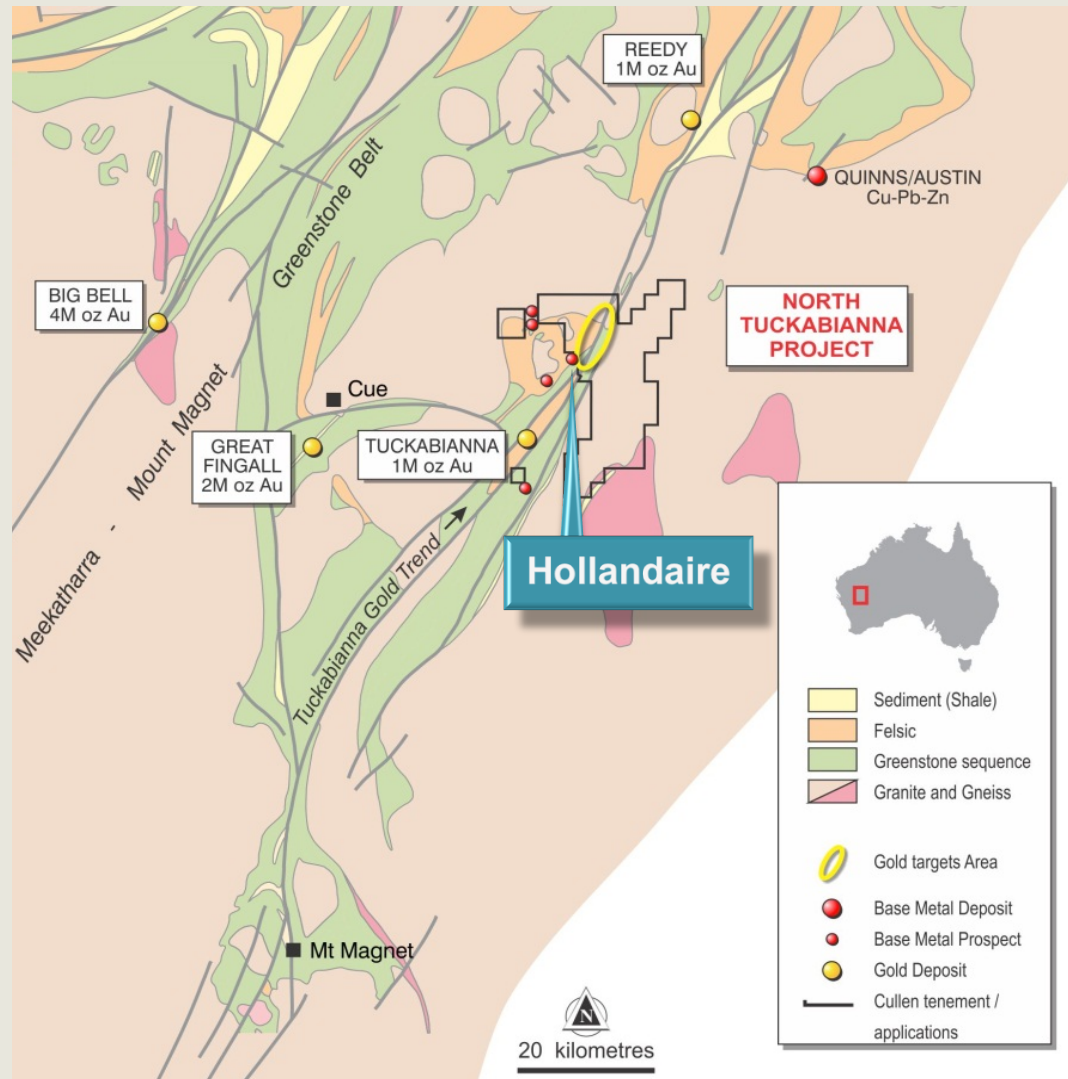 REEDY
1M oz Au
QUINNS/AUSTIN
Cu-Pb-Zn
Greenstone Belt
BIG BELL
4M oz Au
NORTH
TUCKABIANNA
PROJECT
Cue
GREAT
FINGALL
2M oz Au
TUCKABIANNA
1M oz Au
Meekatharra - Mount Magnet
Tuckabianna Gold Trend
Hollandaire
Mt Magnet
N
20 kilometres
Sediment (Shale)
Felsic
Greenstone sequence
Granite and Gneiss
Gold targets Area
Base Metal Deposit
Base Metal Prospect
Gold Deposit
Cullen tenement /
applications